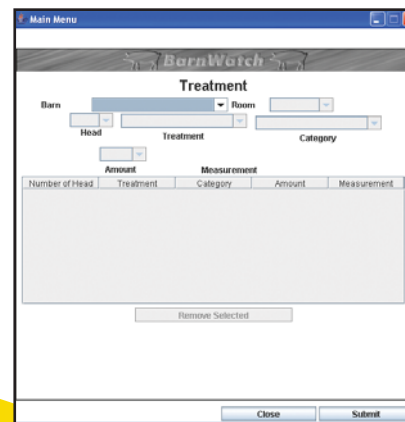 Main Menu
BarnWatch
Treatment
Barn Room
Head Treatment Category
Amount Measurement
Number of Head Treatment Category Amount Measurement
Remove Selected
Close Submit